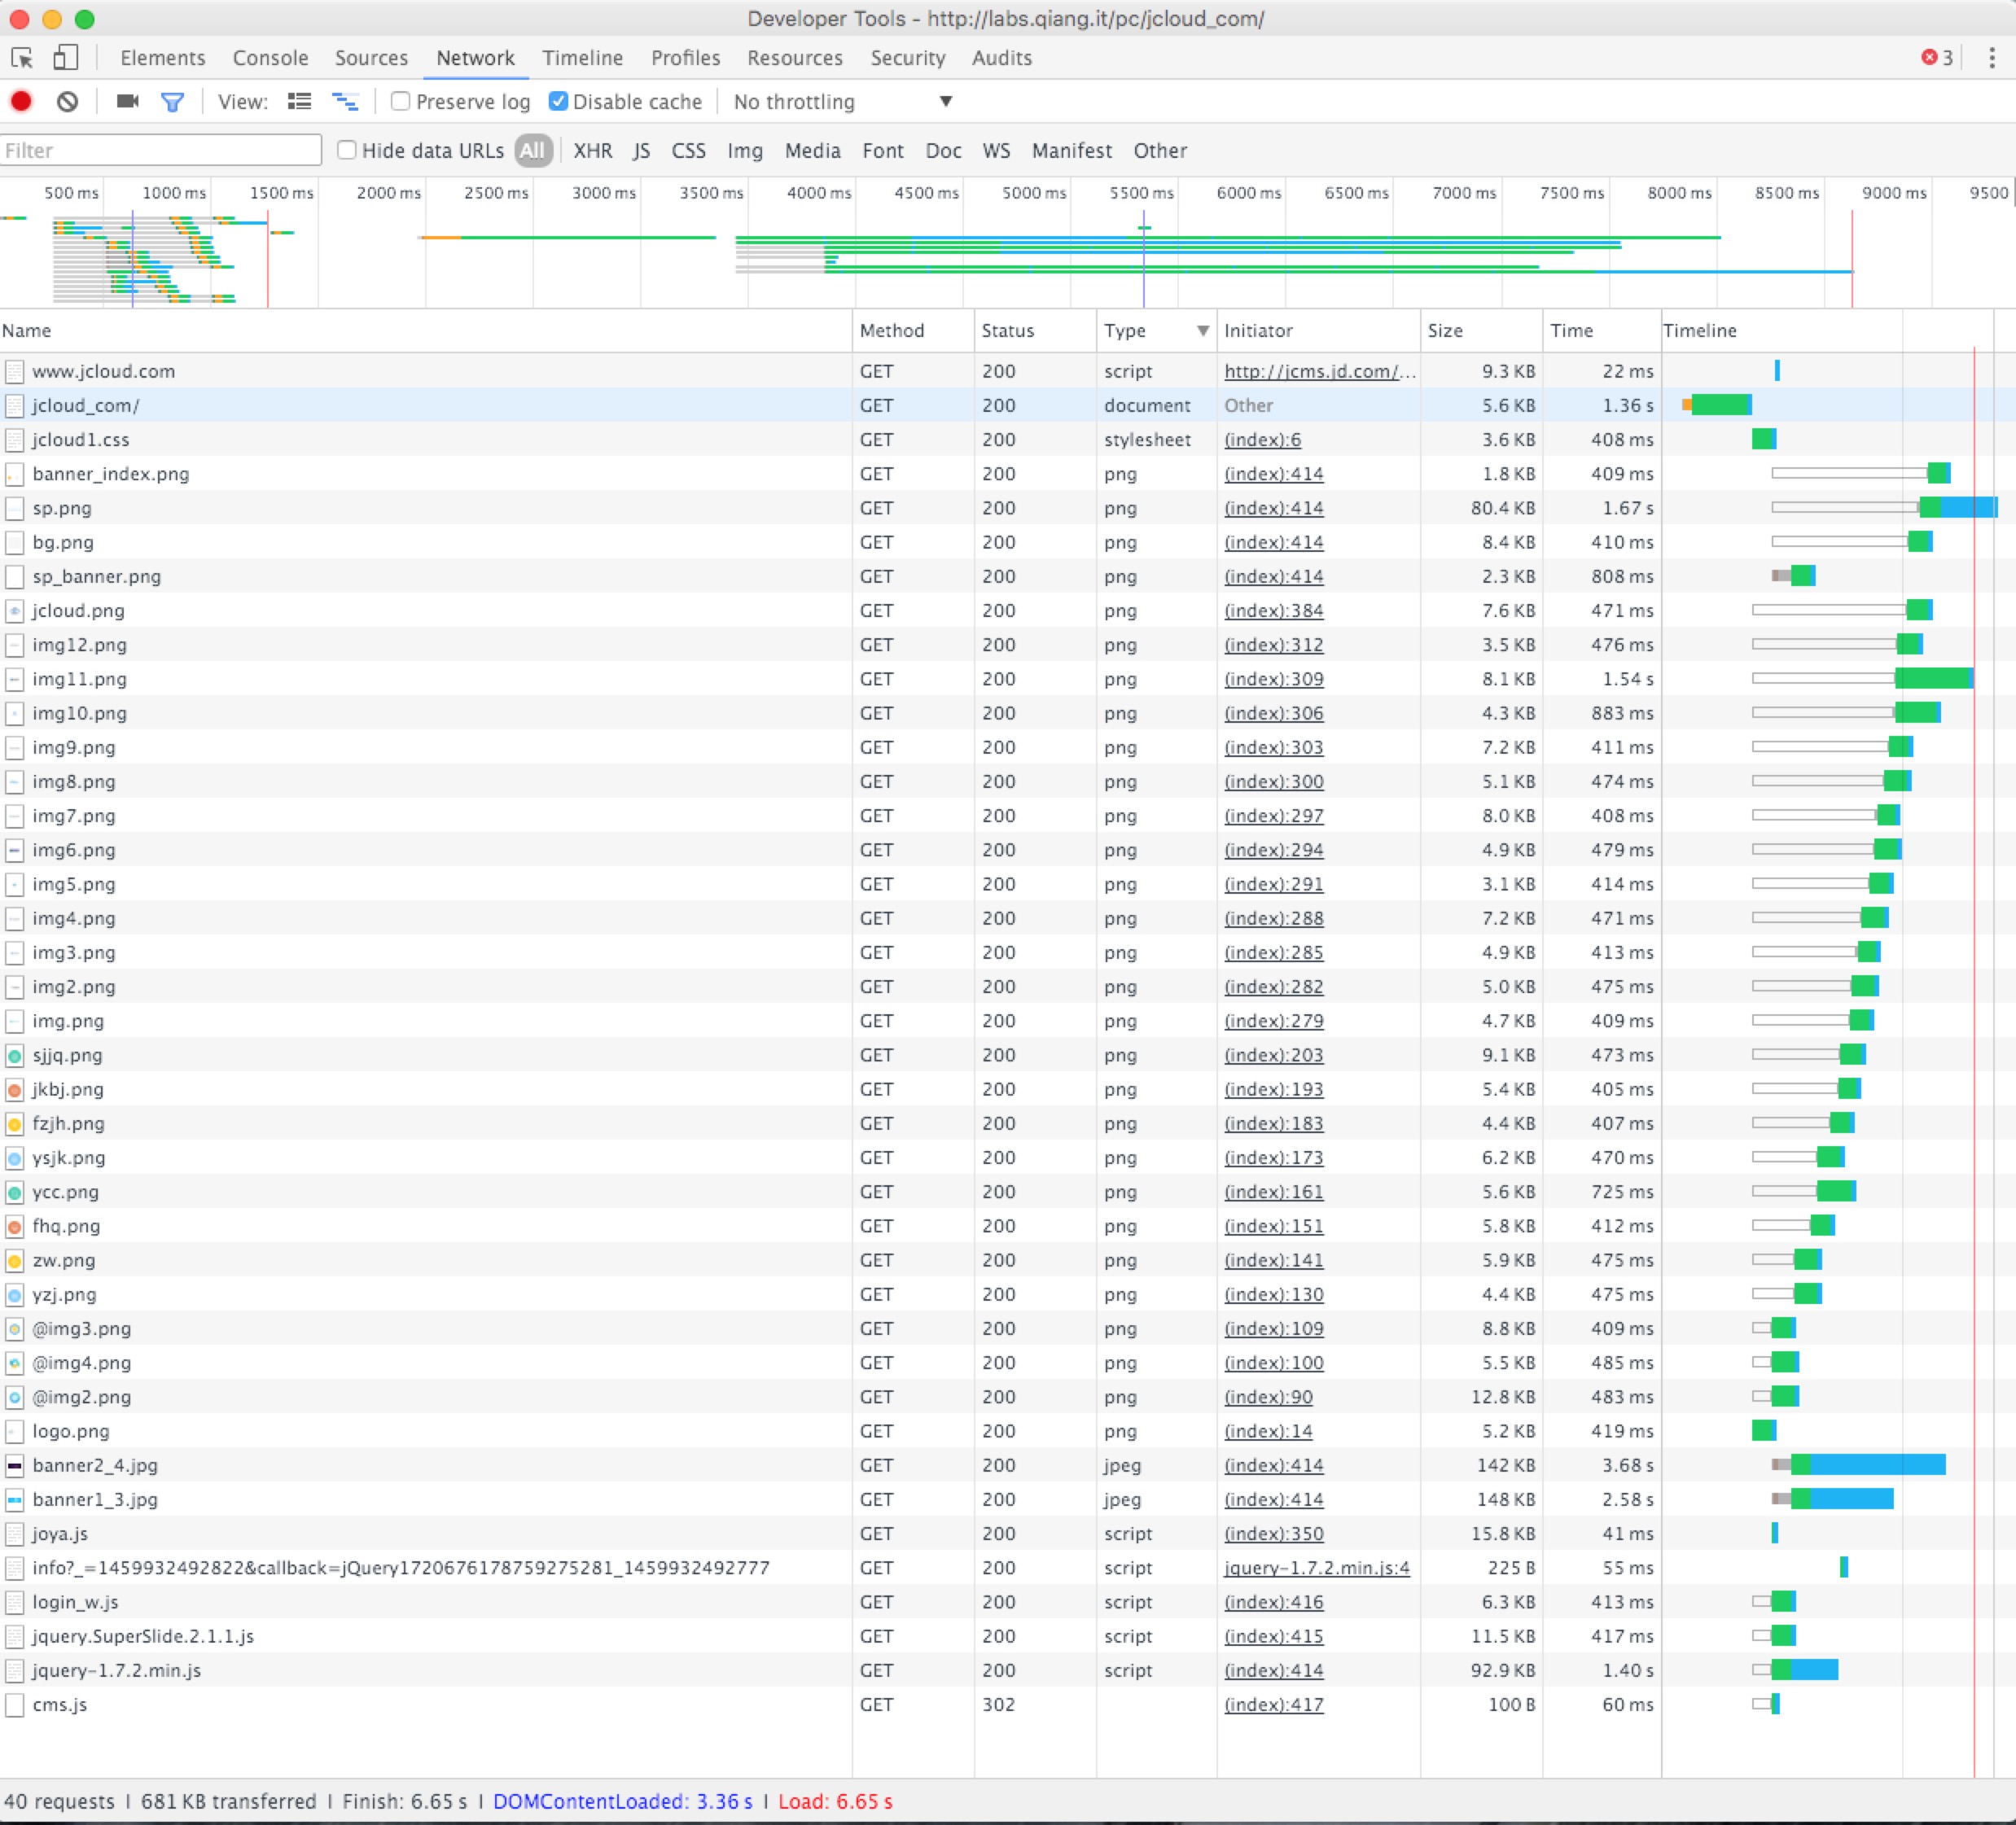 Developer Tools - http://labs.qiang.it/pc/jcloud_com/
Elements Console Sources Network Timeline Profiles Resources Security Audits 3
View: Preserve log Disable cache No throttling ▼
Filter Hide data URLs All XHR JS CSS Img Media Font Doc WS Manifest Other
500 ms 1000 ms 1500 ms 2000 ms 2500 ms 3000 ms 3500 ms 4000 ms 4500 ms 5000 ms 5500 ms 6000 ms 6500 ms 7000 ms 7500 ms 8000 ms 8500 ms 9000 ms 9500
Name Method Status Type ▼ Initiator Size Time Timeline
www.jcloud.com GET 200 script http://jcms.jd.com/... 9.3 KB 22 ms
jcloud_com/ GET 200 document Other 5.6 KB 1.36 s
jcloud1.css GET 200 stylesheet (index):6 3.6 KB 408 ms
banner_index.png GET 200 png (index):414 1.8 KB 409 ms
sp.png GET 200 png (index):414 80.4 KB 1.67 s
bg.png GET 200 png (index):414 8.4 KB 410 ms
sp_banner.png GET 200 png (index):414 2.3 KB 808 ms
jcloud.png GET 200 png (index):384 7.6 KB 471 ms
img12.png GET 200 png (index):312 3.5 KB 476 ms
img11.png GET 200 png (index):309 8.1 KB 1.54 s
img10.png GET 200 png (index):306 4.3 KB 883 ms
img9.png GET 200 png (index):303 7.2 KB 411 ms
img8.png GET 200 png (index):300 5.1 KB 474 ms
img7.png GET 200 png (index):297 8.0 KB 408 ms
img6.png GET 200 png (index):294 4.9 KB 479 ms
img5.png GET 200 png (index):291 3.1 KB 414 ms
img4.png GET 200 png (index):288 7.2 KB 471 ms
img3.png GET 200 png (index):285 4.9 KB 413 ms
img2.png GET 200 png (index):282 5.0 KB 475 ms
img.png GET 200 png (index):279 4.7 KB 409 ms
sjjq.png GET 200 png (index):203 9.1 KB 473 ms
jkbj.png GET 200 png (index):193 5.4 KB 405 ms
fzjh.png GET 200 png (index):183 4.4 KB 407 ms
ysjk.png GET 200 png (index):173 6.2 KB 470 ms
ycc.png GET 200 png (index):161 5.6 KB 725 ms
fhq.png GET 200 png (index):151 5.8 KB 412 ms
zw.png GET 200 png (index):141 5.9 KB 475 ms
yzj.png GET 200 png (index):130 4.4 KB 475 ms
@img3.png GET 200 png (index):109 8.8 KB 409 ms
@img4.png GET 200 png (index):100 5.5 KB 485 ms
@img2.png GET 200 png (index):90 12.8 KB 483 ms
logo.png GET 200 png (index):14 5.2 KB 419 ms
banner2_4.jpg GET 200 jpeg (index):414 142 KB 3.68 s
banner1_3.jpg GET 200 jpeg (index):414 148 KB 2.58 s
joya.js GET 200 script (index):350 15.8 KB 41 ms
info?_=1459932492822&callback=jQuery17206761787592​75281_1459932492777 GET 200 script jquery-1.7.2.min.js:4 225 B 55 ms
login_w.js GET 200 script (index):416 6.3 KB 413 ms
jquery.SuperSlide.2.1.1.js GET 200 script (index):415 11.5 KB 417 ms
jquery-1.7.2.min.js GET 200 script (index):414 92.9 KB 1.40 s
cms.js GET 302 (index):417 100 B 60 ms
40 requests | 681 KB transferred | Finish: 6.65 s | DOMContentLoaded: 3.36 s | Load: 6.65 s